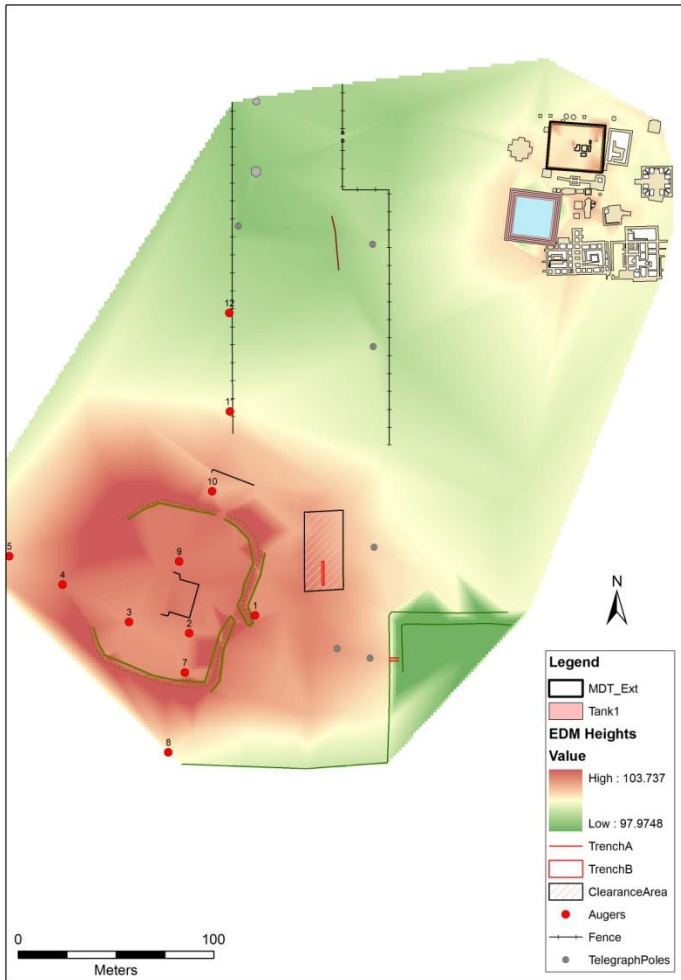 12
11
10
5
9
4
1
3
2
7
8
N
Legend
MDT_Ext
Tank1
EDM Heights
Value
High : 103.737
Low : 97.9748
TrenchA
TrenchB
ClearanceArea
Augers
Fence
TelegraphPoles
0 100
Meters